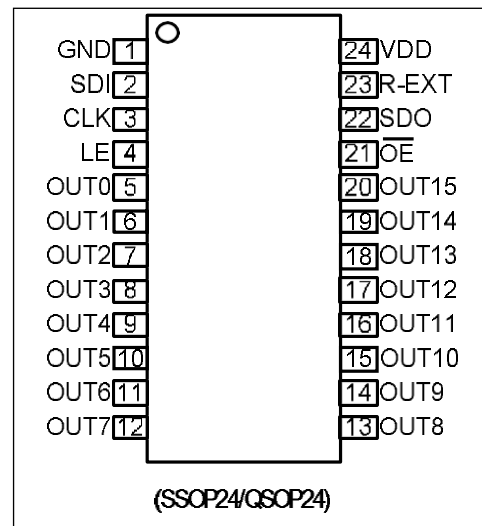 GND 1 24 VDD
SDI 2 23 R-EXT
CLK 3 22 SDO
LE 4 21 OE
OUT0 5 20 OUT15
OUT1 6 19 OUT14
OUT2 7 18 OUT13
OUT3 8 17 OUT12
OUT4 9 16 OUT11
OUT5 10 15 OUT10
OUT6 11 14 OUT9
OUT7 12 13 OUT8
(SSOP24/QSOP24)